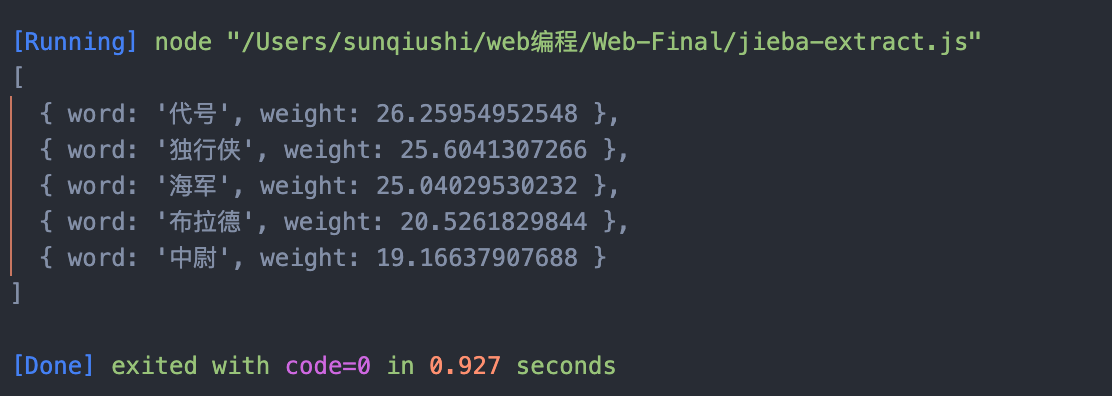 [Running] node "/Users/sunqiushi/web编程/Web-Final/jieba-extract.js"
[
  { word: '代号', weight: 26.25954952548 },
  { word: '独行侠', weight: 25.6041307266 },
  { word: '海军', weight: 25.04029530232 },
  { word: '布拉德', weight: 20.5261829844 },
  { word: '中尉', weight: 19.16637907688 }
]
[Done] exited with code=0 in 0.927 seconds